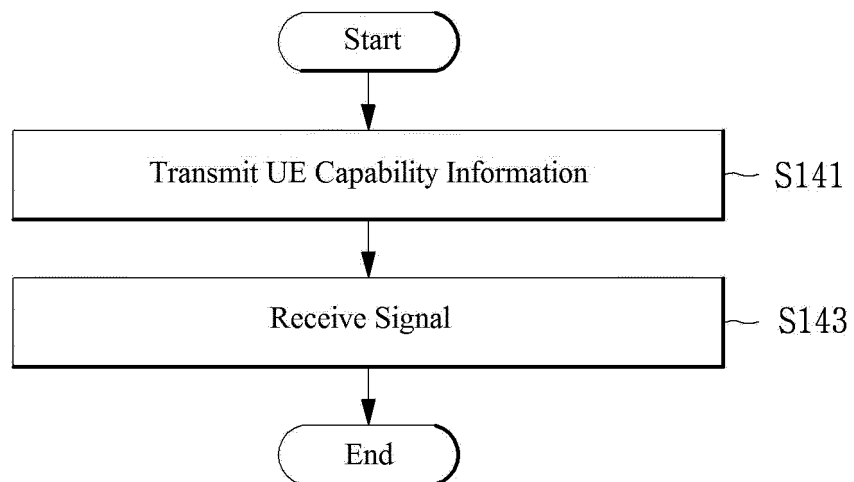 Start
Transmit UE Capability Information
S141
Receive Signal
S143
End